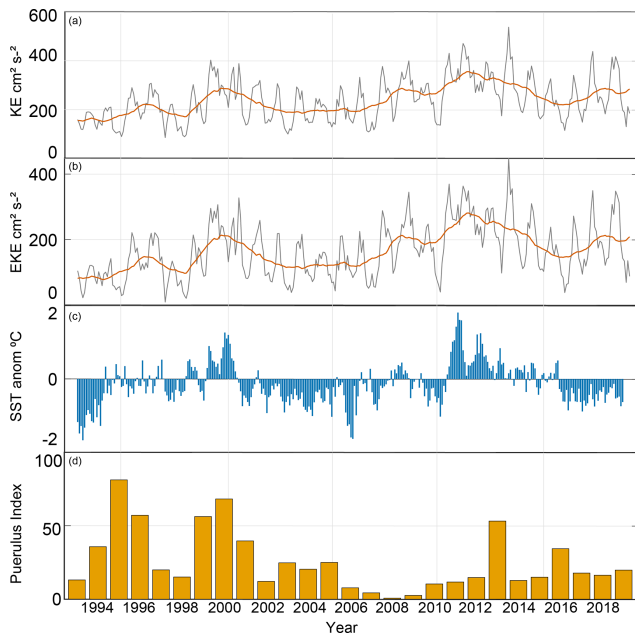 600
(a)
KE cm² s-²
400
200
0
(b)
400
EKE cm² s-²
200
0
2
(c)
SST anom ºC
0
-2
100
(d)
Puerulus Index
50
0
1994 1996 1998 2000 2002 2004 2006 2008 2010 2012 2014 2016 2018
Year